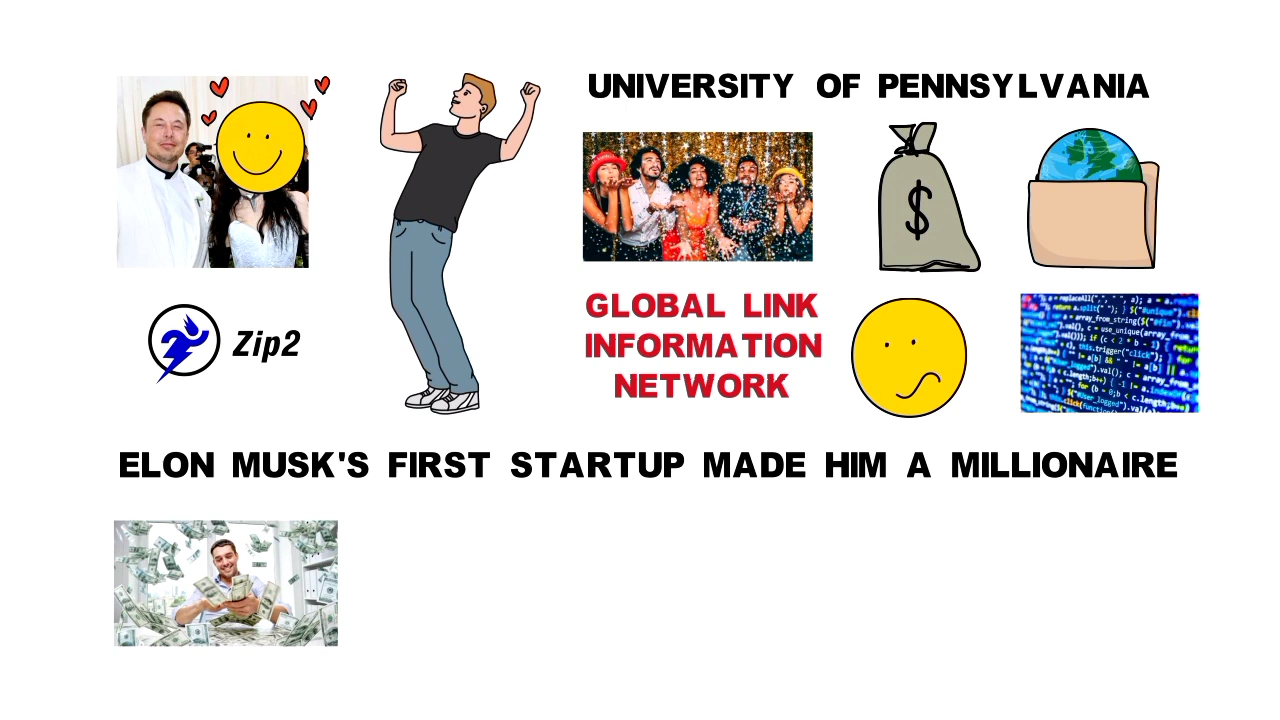 UNIVERSITY OF PENNSYLVANIA
$
Zip2
GLOBAL LINK
INFORMATION
NETWORK
ELON MUSK'S FIRST STARTUP MADE HIM A MILLIONAIRE